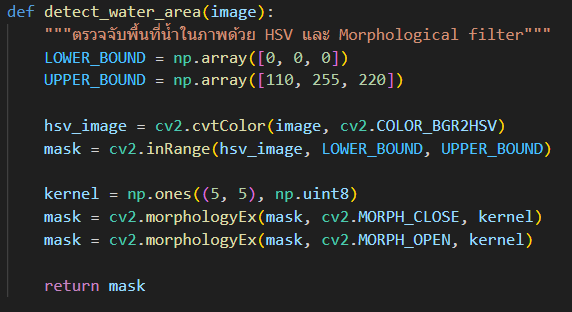 def detect_water_area(image):
    """ตรวจจับพื้นที่น้ำในภาพด้วย HSV และ Morphological filter"""
    LOWER_BOUND = np.array([0, 0, 0])
    UPPER_BOUND = np.array([110, 255, 220])
    hsv_image = cv2.cvtColor(image, cv2.COLOR_BGR2HSV)
    mask = cv2.inRange(hsv_image, LOWER_BOUND, UPPER_BOUND)
    kernel = np.ones((5, 5), np.uint8)
    mask = cv2.morphologyEx(mask, cv2.MORPH_CLOSE, kernel)
    mask = cv2.morphologyEx(mask, cv2.MORPH_OPEN, kernel)
    return mask